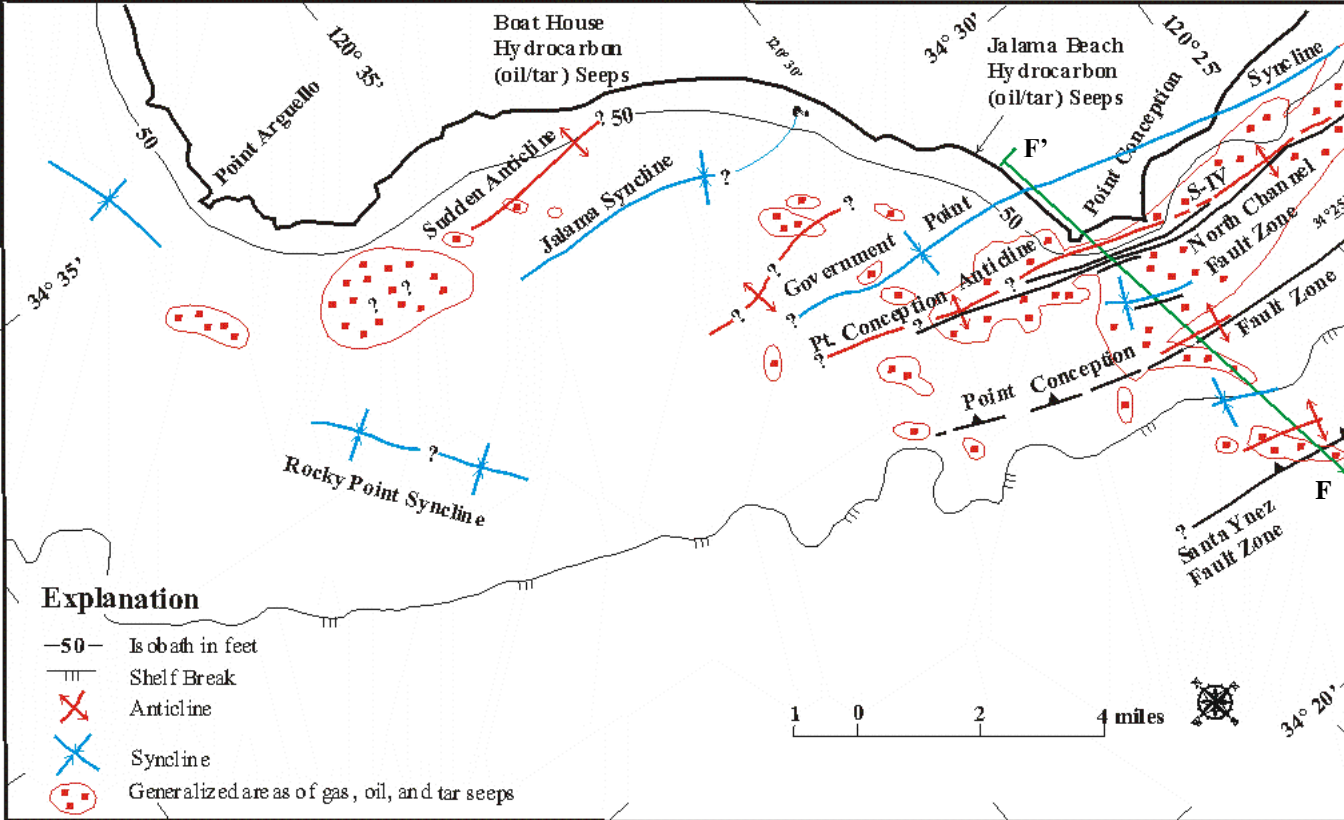 Boat House
Hydrocarbon
(oil/tar) Seeps
120° 35'
120° 30'
34° 30'
Jalama Beach
Hydrocarbon
(oil/tar) Seeps
120° 25'
Syncline
50
Point Arguello
? 50
?
Point Conception
F'
Sudden Anticline
Jalama Syncline
?
S-IV
North Channel
Fault Zone
34° 25'
34° 35'
?
?
?
?
Government
Point
50
?
?
?
Pt. Conception Anticline
?
?
?
Fault Zone
Point Conception
?
Rocky Point Syncline
F
?
Santa Ynez
Fault Zone
Explanation
50
Isobath in feet
Shelf Break
Anticline
Syncline
Generalized areas of gas, oil, and tar seeps
1 0 2 4 miles
34° 20'